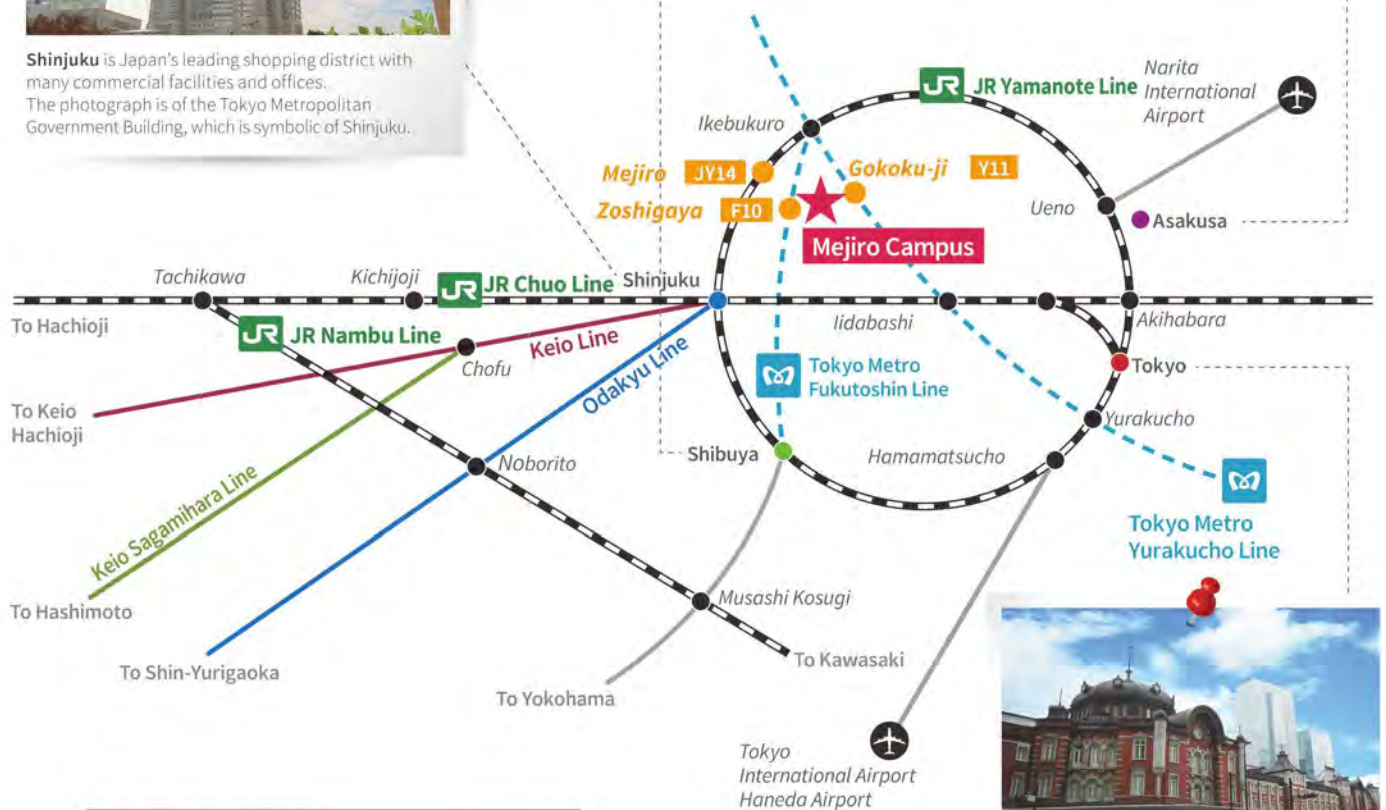 Shinjuku is Japan's leading shopping district with
many commercial facilities and offices.
The photograph is of the Tokyo Metropolitan
Government Building, which is symbolic of Shinjuku.
JR JR Yamanote Line
Narita
International
Airport
Ikebukuro
Mejiro JY14
Gokoku-ji Y11
Zoshigaya F10
Ueno
Asakusa
Mejiro Campus
Tachikawa
Kichijoji
JR JR Chuo Line
Shinjuku
To Hachioji
JR JR Nambu Line
Iidabashi
Akihabara
Keio Line
Chofu
Odakyu Line
Tokyo Metro
Fukutoshin Line
Tokyo
To Keio
Hachioji
Yurakucho
Shibuya
Hamamatsucho
Noborito
Keio Sagamihara Line
Tokyo Metro
Yurakucho Line
To Hashimoto
Musashi Kosugi
To Shin-Yurigaoka
To Kawasaki
To Yokohama
Tokyo
International Airport
Haneda Airport